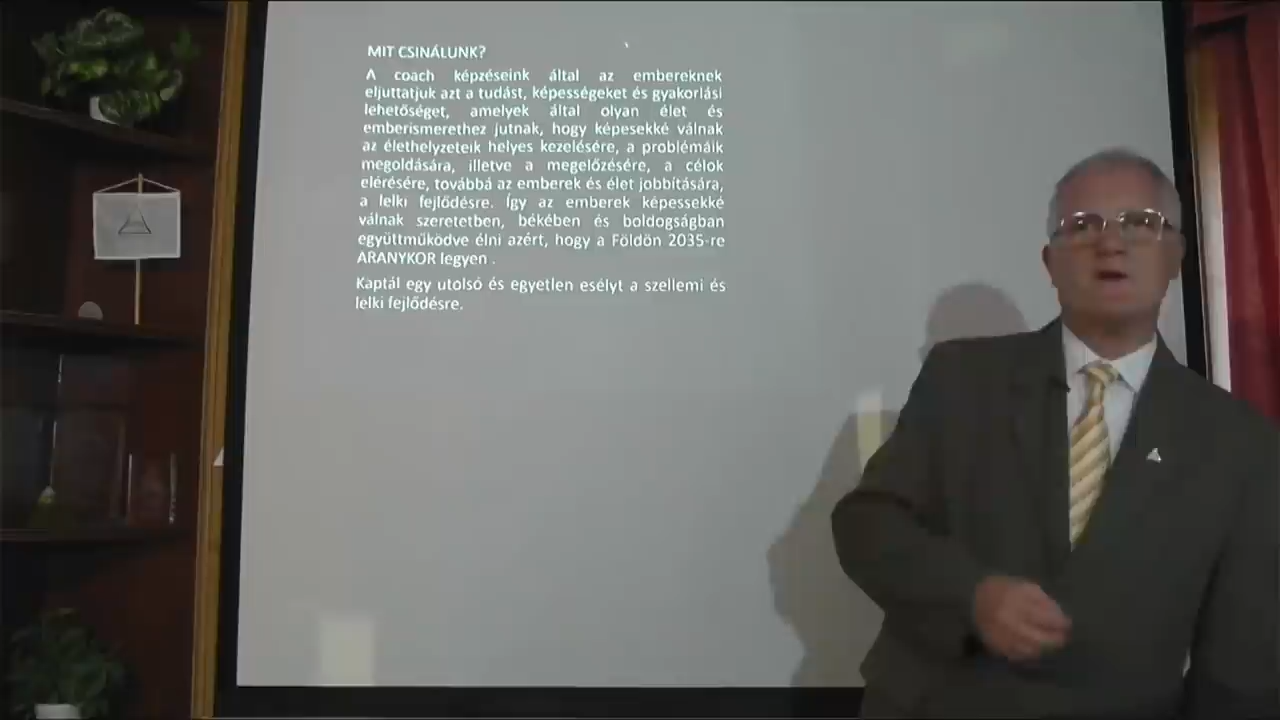 MIT CSINÁLUNK?
A coach képzéseink által az embereknek
eljuttatjuk azt a tudást, képességeket és gyakorlási
lehetőséget, amelyek által olyan élet és
emberismerethez jutnak, hogy képesekké válnak
az élethelyzeteik helyes kezelésére, a problémáik
megoldására, illetve a megelőzésére, a célok
elérésére, továbbá az emberek és élet jobbítására,
a lelki fejlődésre. Így az emberek képessekké
válnak szeretetben, békében és boldogságban
együttműködve élni azért, hogy a Földön 2035-re
ARANYKOR legyen .
Kaptál egy utolsó és egyetlen esélyt a szellemi és
lelki fejlődésre.